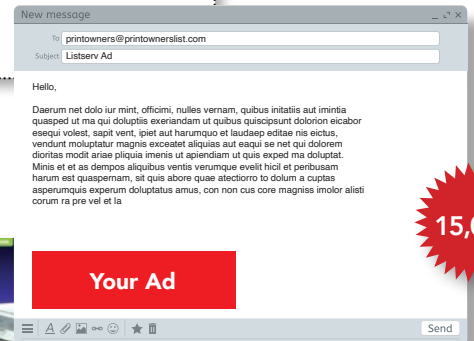 New message
To printowners@printownerslist.com
Subject Listserv Ad
Hello,
Daerum net dolo iur mint, officimi, nulles vernam, quibus initatiis aut imintia
quasped ut ma qui doluptiis exeriandam ut quibus quiscipsunt dolorion eicabor
esequi volest, sapit vent, ipiet aut harumquo et laudaep editae nis eictus,
vendunt moluptatur magnis exceatet aliquias aut eaqui se net qui dolorem
dioritas modit ariae pliquia imenis ut apiendiam ut quis exped ma doluptat.
Minis et et as dempos aliquibus ventis verumque evelit hicil et peribusam
harum est quaspernam, sit quis abore quae atectiorro to dolum a cuptas
asperumquis experum doluptatus amus, con non cus core magniss imolor alisti
corum ra pre vel et la
Your Ad
Send